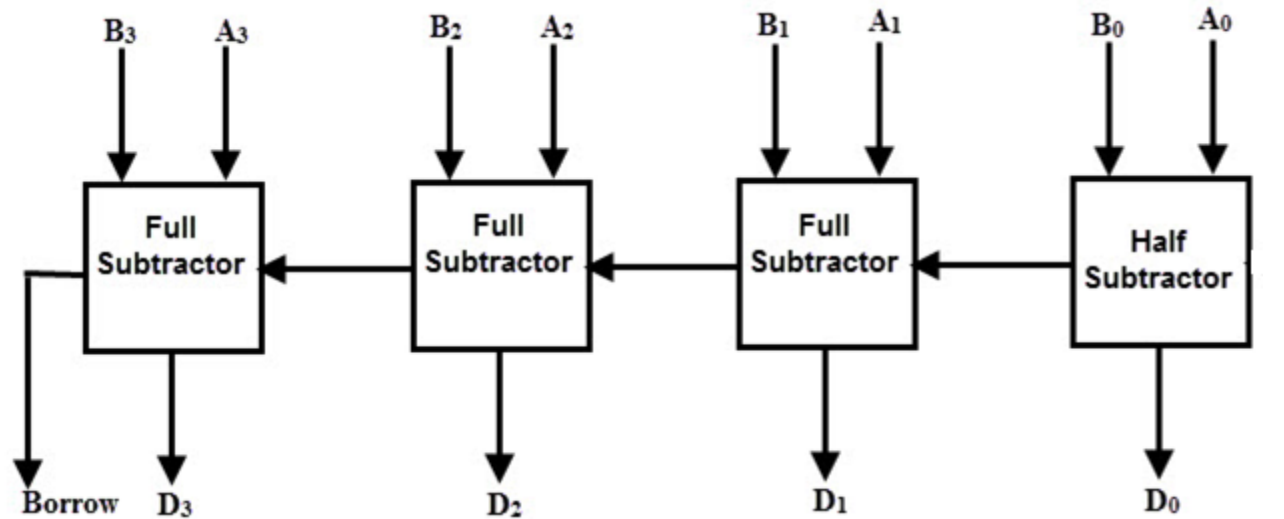 B3 A3 B2 A2 B1 A1 B0 A0
Full Subtractor
Full Subtractor
Full Subtractor
Half Subtractor
Borrow D3 D2 D1 D0